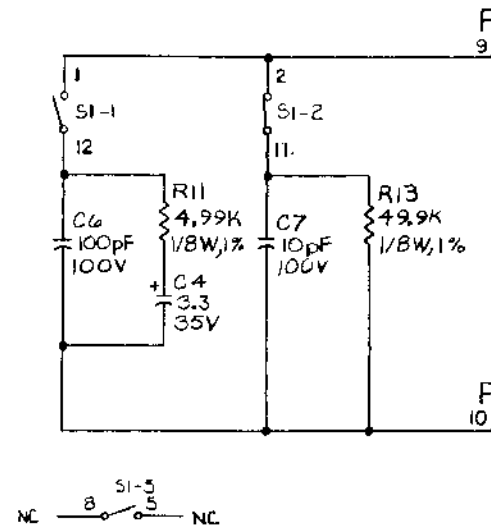 P
9
1
2
S1-1
S1-2
12
11.
R11
4.99K
1/8W,1%
R13
49.9K
1/8W,1%
C6
100pF
100V
C7
10pF
100V
+ C4
3.3
35V
P
10
S1-5
NC 8 5 NC